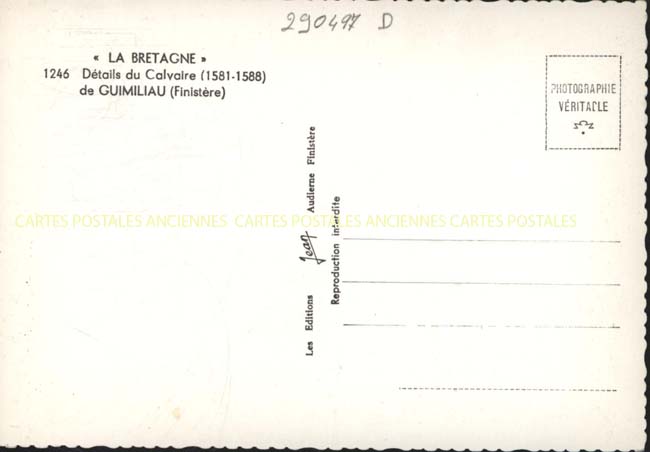 290497 D
« LA BRETAGNE »
1246 Détails du Calvaire (1581-1588)
de GUIMILIAU (Finistère)
PHOTOGRAPHIE
VÉRITABLE
Les Editions Jean Audierne Finistère
Reproduction interdite
CARTES POSTALES ANCIENNES CARTES POSTALES ANCIENNES CARTES POSTALES